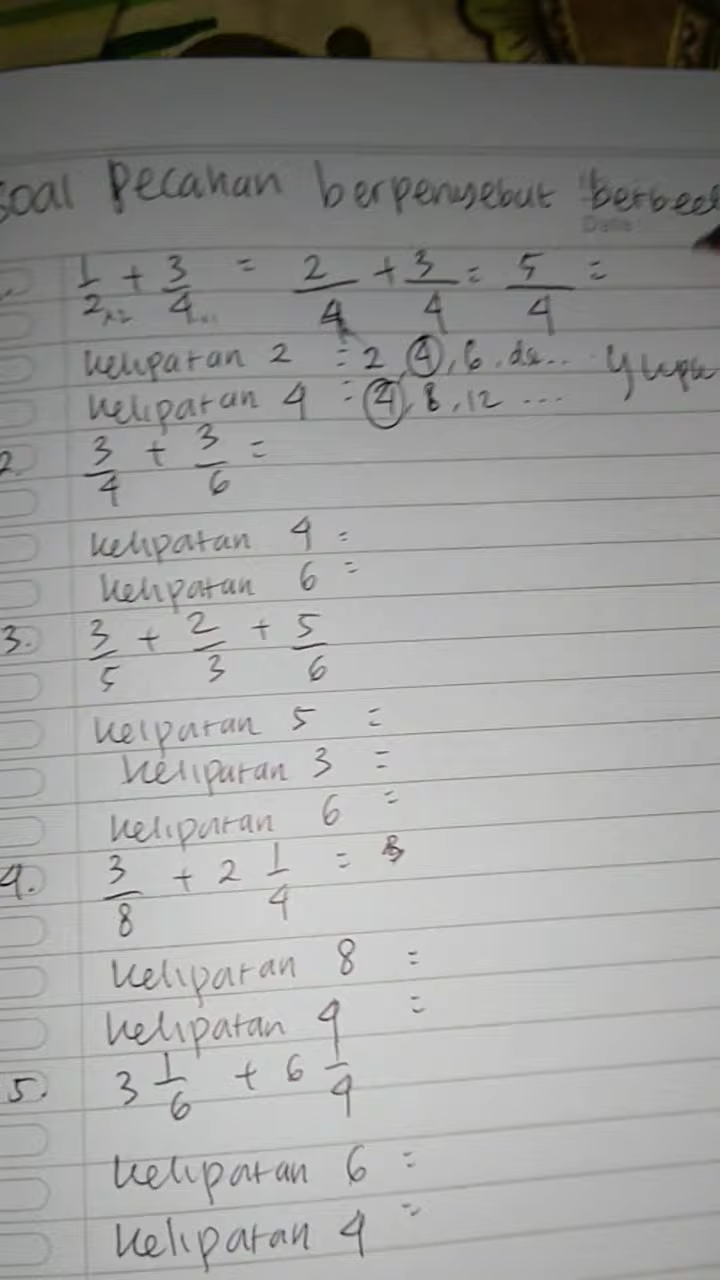 soal Pecahan berpenyebut berbed
1/2 + 3/4 = 2/4 + 3/4 = 5/4 =
kelipatan 2 = 2, 4, 6, ...
kelipatan 4 = 4, 8, 12 ...
2. 3/4 + 3/6 =
kelipatan 4 =
kelipatan 6 =
3. 3/5 + 2/3 + 5/6
kelipatan 5 =
kelipatan 3 =
kelipatan 6 =
4. 3/8 + 2 1/4 =
kelipatan 8 =
kelipatan 4 =
5. 3 1/6 + 6 1/4
kelipatan 6 =
kelipatan 4 =